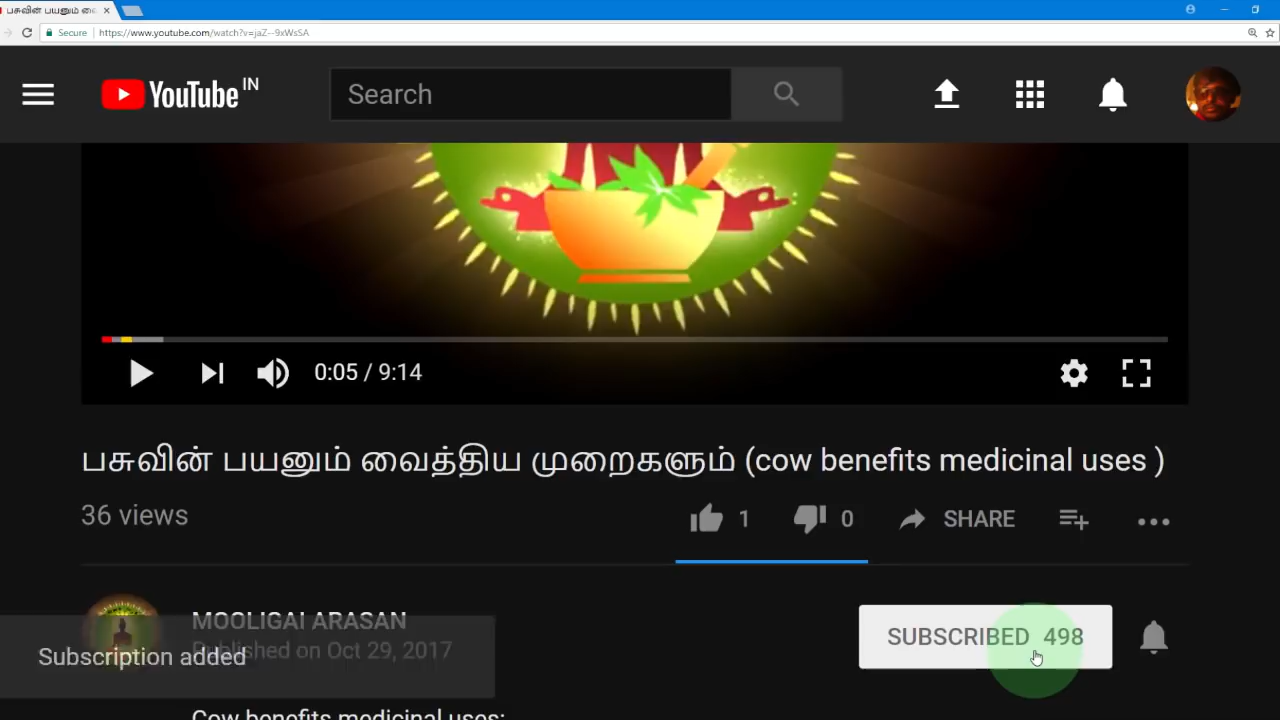 பசுவின் பயனும் வை
Secure https://www.youtube.com/watch?v=jaZ--9xWsSA
YouTube IN
Search
0:05 / 9:14
பசுவின் பயனும் வைத்திய முறைகளும் (cow benefits medicinal uses )
36 views
1 0 SHARE
MOOLIGAI ARASAN
SUBSCRIBED 498
Published on Oct 29, 2017
Subscription added
Cow benefits medicinal uses: